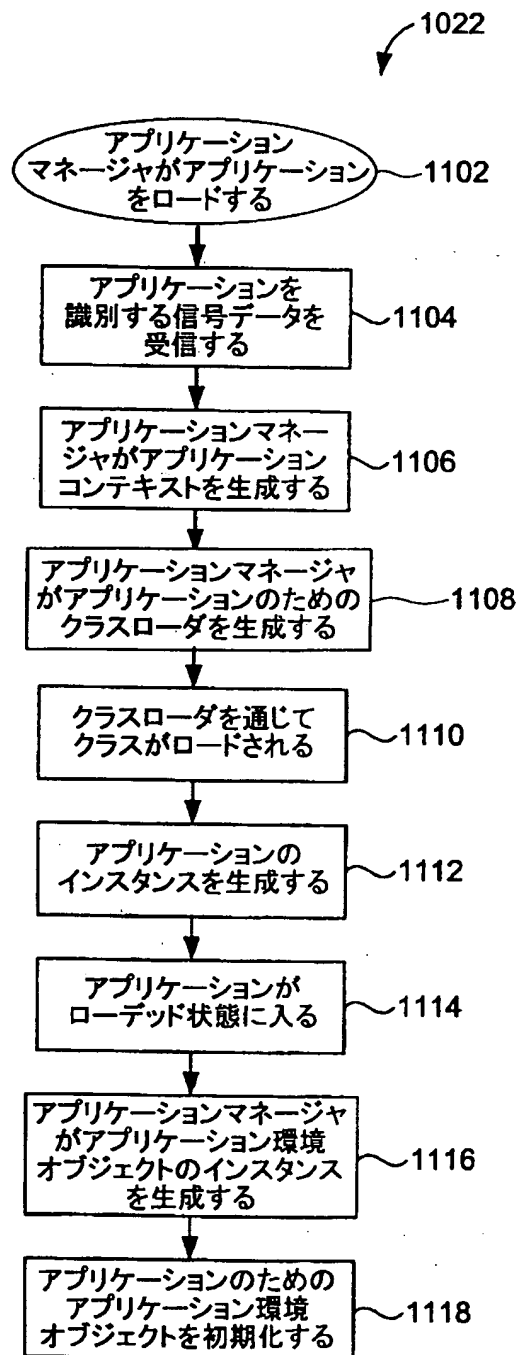 1022
アプリケーション
マネージャがアプリケーション
をロードする
1102
アプリケーションを
識別する信号データを
受信する
1104
アプリケーションマネー
ジャがアプリケーション
コンテキストを生成する
1106
アプリケーションマネージャ
がアプリケーションのための
クラスローダを生成する
1108
クラスローダを通じて
クラスがロードされる
1110
アプリケーションの
インスタンスを生成する
1112
アプリケーションが
ローデッド状態に入る
1114
アプリケーションマネージャ
がアプリケーション環境
オブジェクトのインスタンス
を生成する
1116
アプリケーションのための
アプリケーション環境
オブジェクトを初期化する
1118